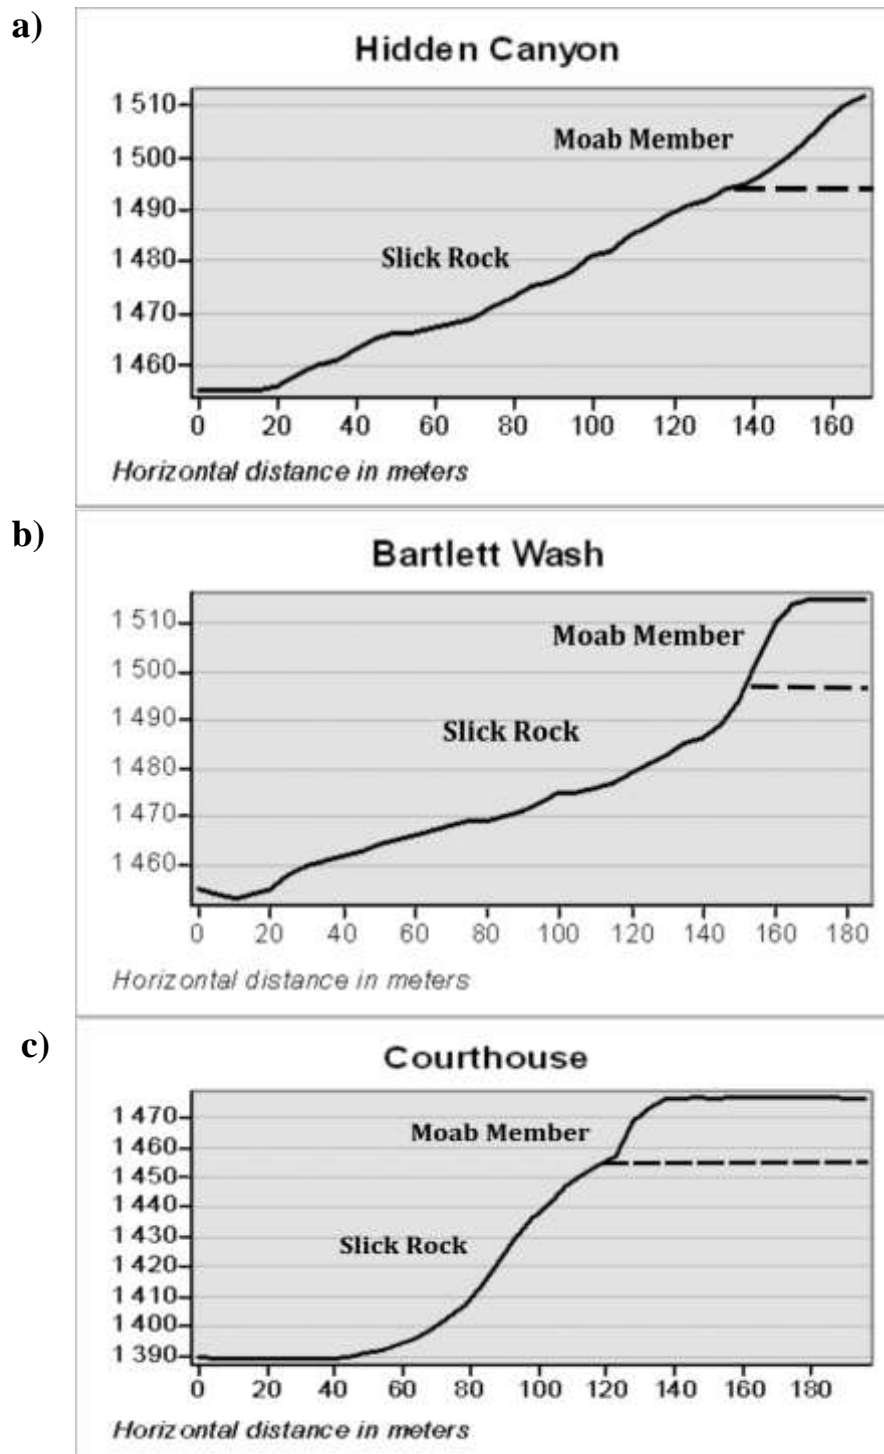 a)
Hidden Canyon
1 510
Moab Member
1 500
1 490
Slick Rock
1 480
1 470
1 460
0 20 40 60 80 100 120 140 160
Horizontal distance in meters
b)
Bartlett Wash
1 510
Moab Member
1 500
1 490
Slick Rock
1 480
1 470
1 460
0 20 40 60 80 100 120 140 160 180
Horizontal distance in meters
c)
Courthouse
1 470
Moab Member
1 460
1 450
1 440
1 430
Slick Rock
1 420
1 410
1 400
1 390
0 20 40 60 80 100 120 140 160 180
Horizontal distance in meters